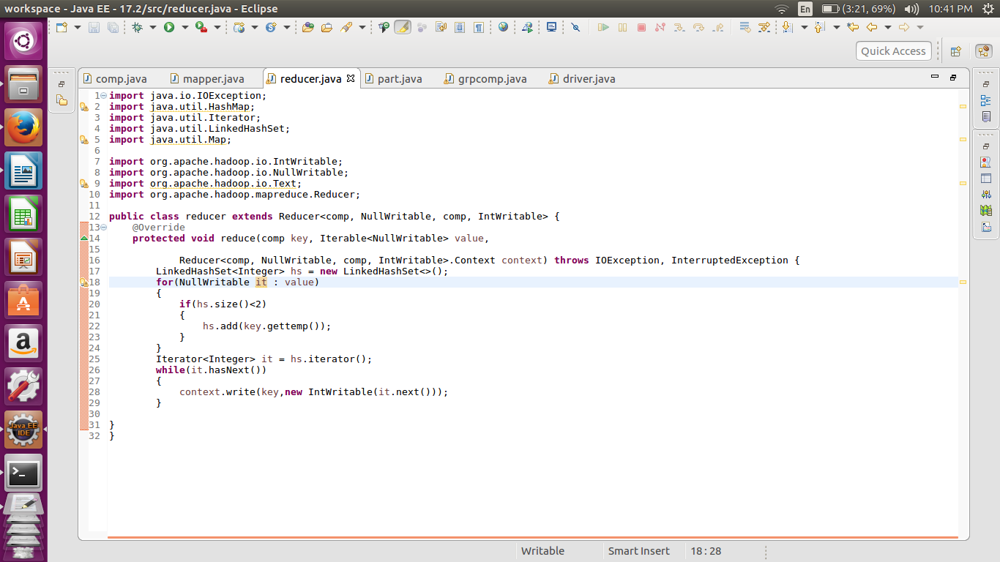 workspace - Java EE - 17.2/src/reducer.java - Eclipse
En
(3:21, 69%)
10:41 PM
Quick Access
comp.java
mapper.java
reducer.java
part.java
grpcomp.java
driver.java
1 import java.io.IOException;
2 import java.util.HashMap;
3 import java.util.Iterator;
4 import java.util.LinkedHashSet;
5 import java.util.Map;
6
7 import org.apache.hadoop.io.IntWritable;
8 import org.apache.hadoop.io.NullWritable;
9 import org.apache.hadoop.io.Text;
10 import org.apache.hadoop.mapreduce.Reducer;
11
12 public class reducer extends Reducer<comp, NullWritable, comp, IntWritable> {
13     @Override
14     protected void reduce(comp key, Iterable<NullWritable> value,
15
16             Reducer<comp, NullWritable, comp, IntWritable>.Context context) throws IOException, InterruptedException {
17         LinkedHashSet<Integer> hs = new LinkedHashSet<>();
18         for(NullWritable it : value)
19         {
20             if(hs.size()<2)
21             {
22                 hs.add(key.gettemp());
23             }
24         }
25         Iterator<Integer> it = hs.iterator();
26         while(it.hasNext())
27         {
28             context.write(key,new IntWritable(it.next()));
29         }
30
31 }
32 }
Java EE
IDE
Writable
Smart Insert
18 : 28